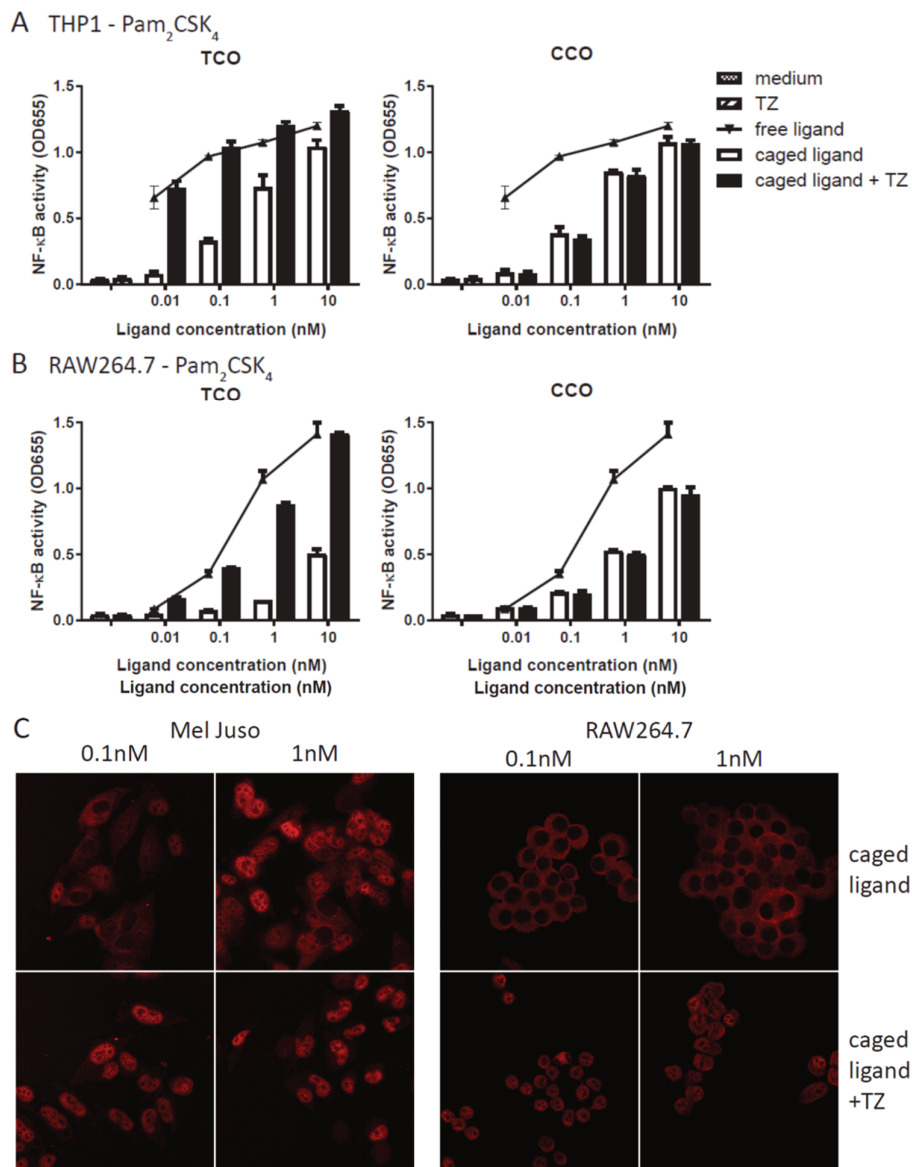 A THP1 - Pam2CSK4
TCO
CCO
NF-κB activity (OD655)
1.5
1.0
0.5
0.0
0.01 0.1 1 10
Ligand concentration (nM)
NF-κB activity (OD655)
1.5
1.0
0.5
0.0
0.01 0.1 1 10
Ligand concentration (nM)
medium
TZ
free ligand
caged ligand
caged ligand + TZ
B RAW264.7 - Pam2CSK4
TCO
CCO
NF-κB activity (OD655)
1.5
1.0
0.5
0.0
0.01 0.1 1 10
Ligand concentration (nM)
Ligand concentration (nM)
NF-κB activity (OD655)
1.5
1.0
0.5
0.0
0.01 0.1 1 10
Ligand concentration (nM)
Ligand concentration (nM)
C Mel Juso RAW264.7
0.1nM 1nM 0.1nM 1nM
caged
ligand
caged
ligand
+TZ